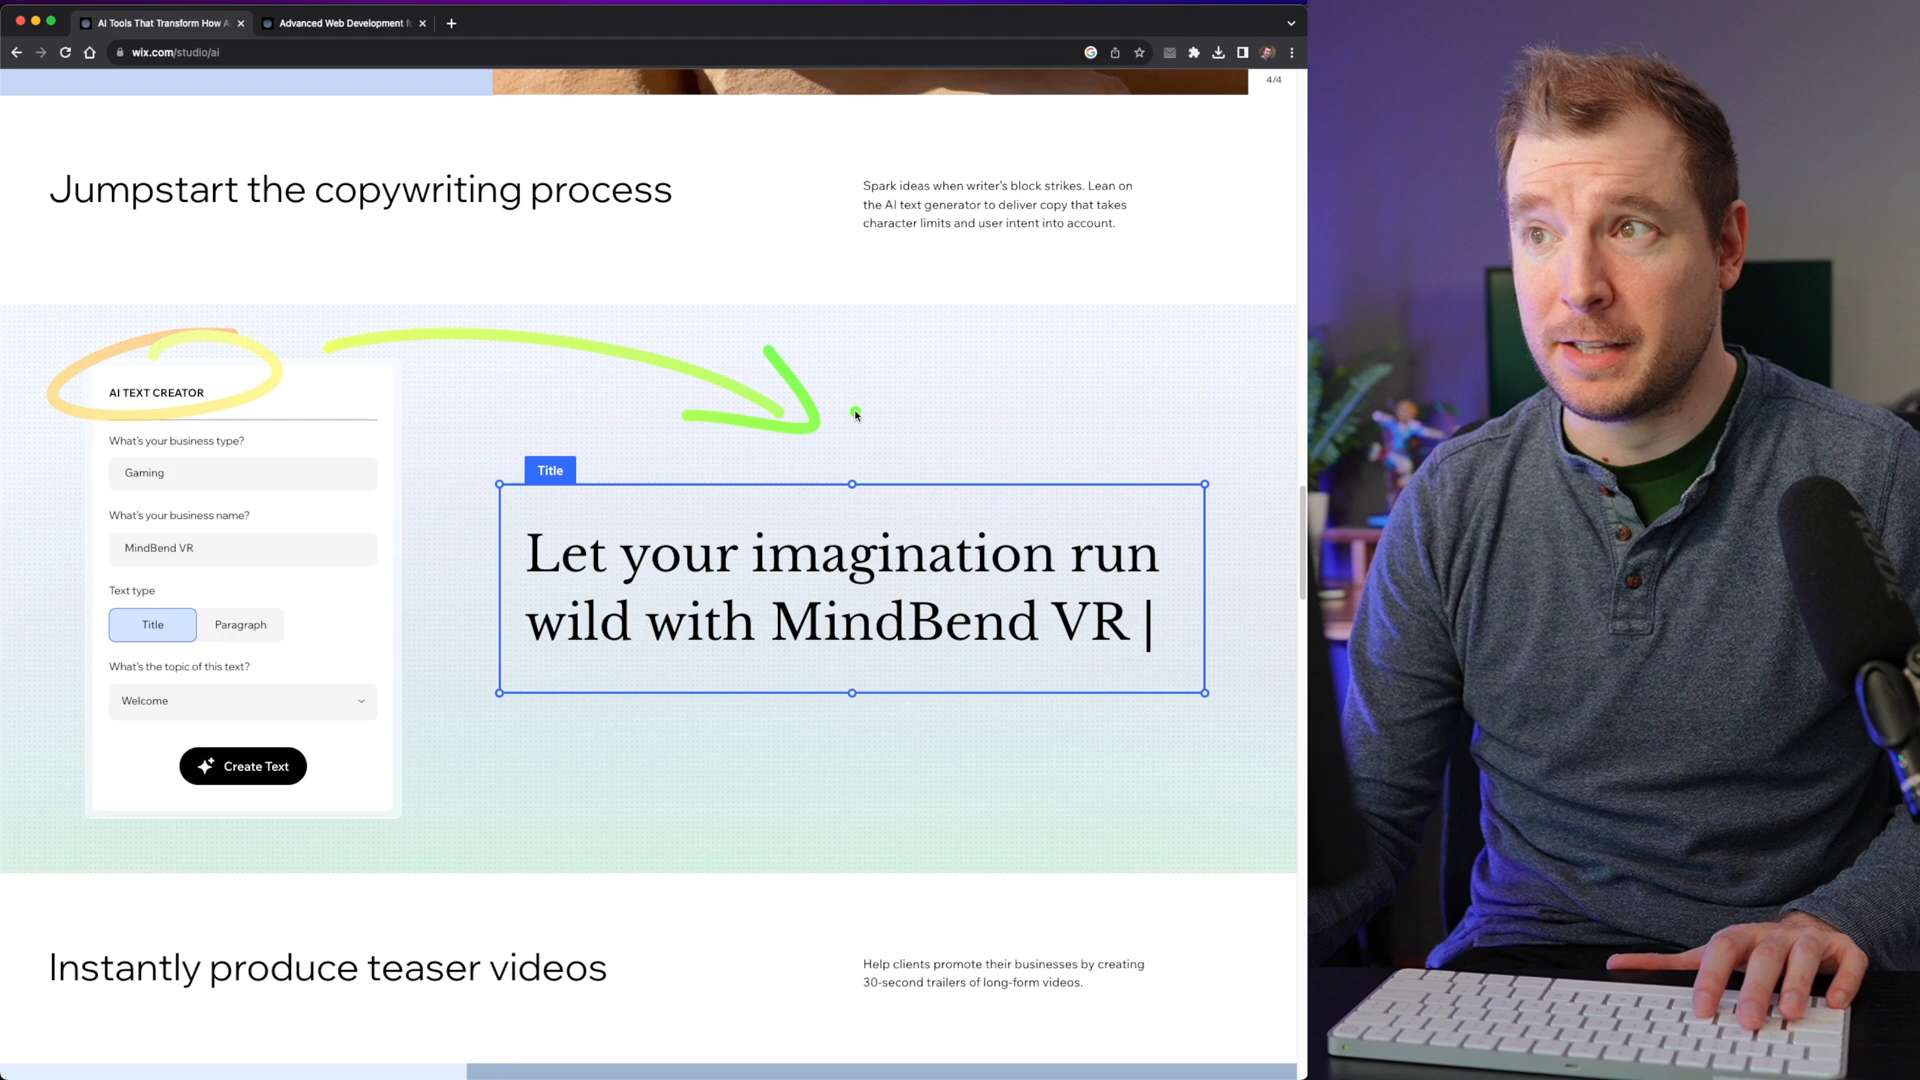 AI Tools That Transform How A
Advanced Web Development f
wix.com/studio/ai
4/4
Jumpstart the copywriting process
Spark ideas when writer's block strikes. Lean on
the AI text generator to deliver copy that takes
character limits and user intent into account.
AI TEXT CREATOR
What's your business type?
Gaming
What's your business name?
MindBend VR
Text type
Title
Paragraph
What's the topic of this text?
Welcome
Create Text
Title
Let your imagination run
wild with MindBend VR |
Instantly produce teaser videos
Help clients promote their businesses by creating
30-second trailers of long-form videos.
RODE